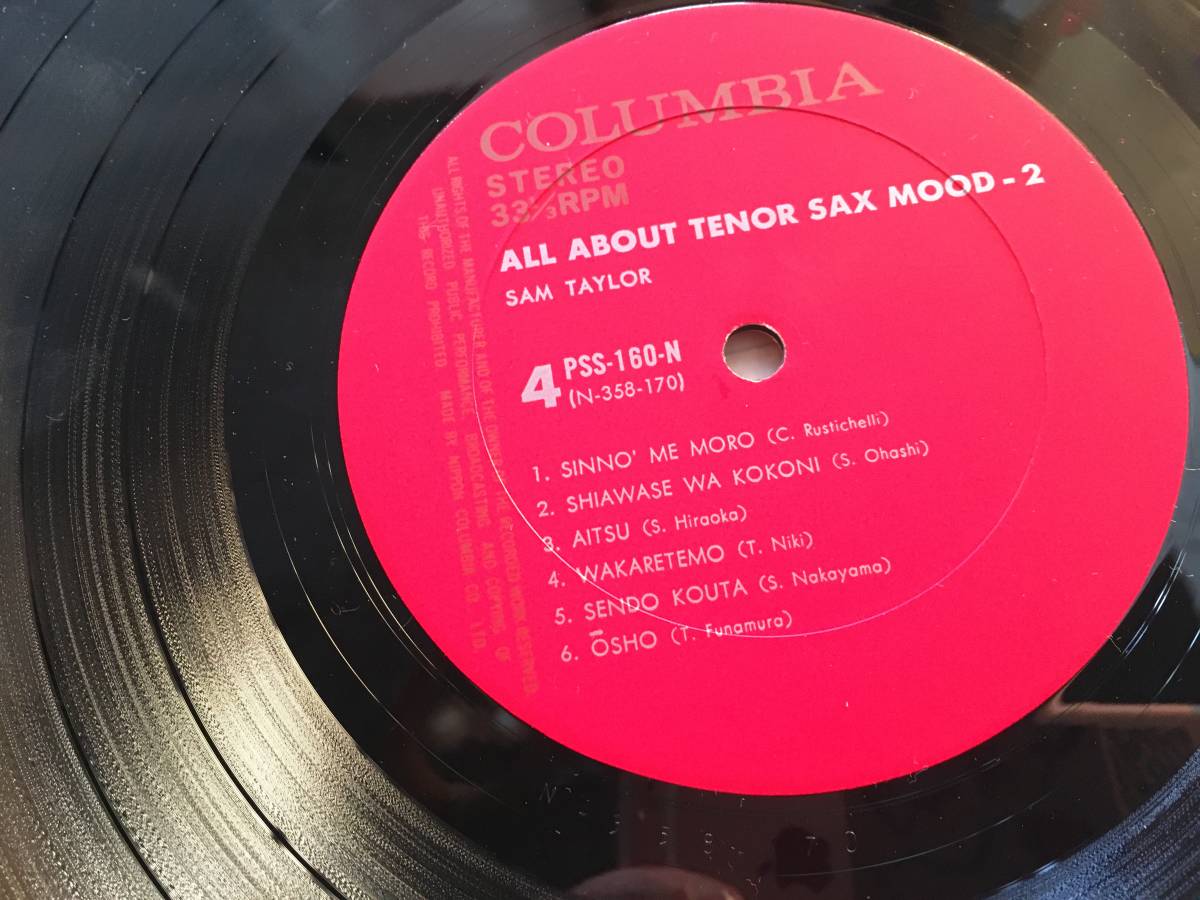 COLUMBIA
STEREO
33⅓RPM
ALL ABOUT TENOR SAX MOOD - 2
SAM TAYLOR
4 PSS-160-N
(N-358-170)
1. SINNO' ME MORO (C. Rustichelli)
2. SHIAWASE WA KOKONI (S. Ohashi)
3. AITSU (S. Hiraoka)
4. WAKARETEMO (T. Niki)
5. SENDO KOUTA (S. Nakayama)
6. ŌSHO (T. Funamura)
ALL RIGHTS OF THE MANUFACTURER AND OF THE OWNER OF THE RECORDED WORK RESERVED.
UNAUTHORIZED PUBLIC PERFORMANCE, BROADCASTING AND COPYING OF
THIS RECORD PROHIBITED. MADE BY NIPPON COLUMBIA CO., LTD.